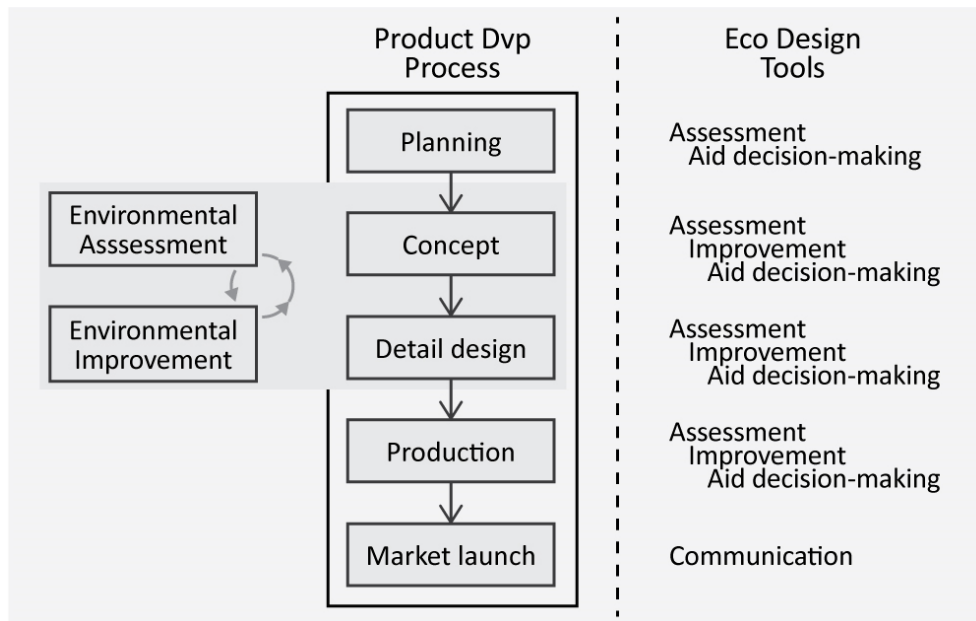 Product Dvp
Process
Eco Design
Tools
Planning
Assessment
Aid decision-making
Environmental
Asssessment
Concept
Assessment
Improvement
Aid decision-making
Environmental
Improvement
Detail design
Assessment
Improvement
Aid decision-making
Production
Assessment
Improvement
Aid decision-making
Market launch
Communication